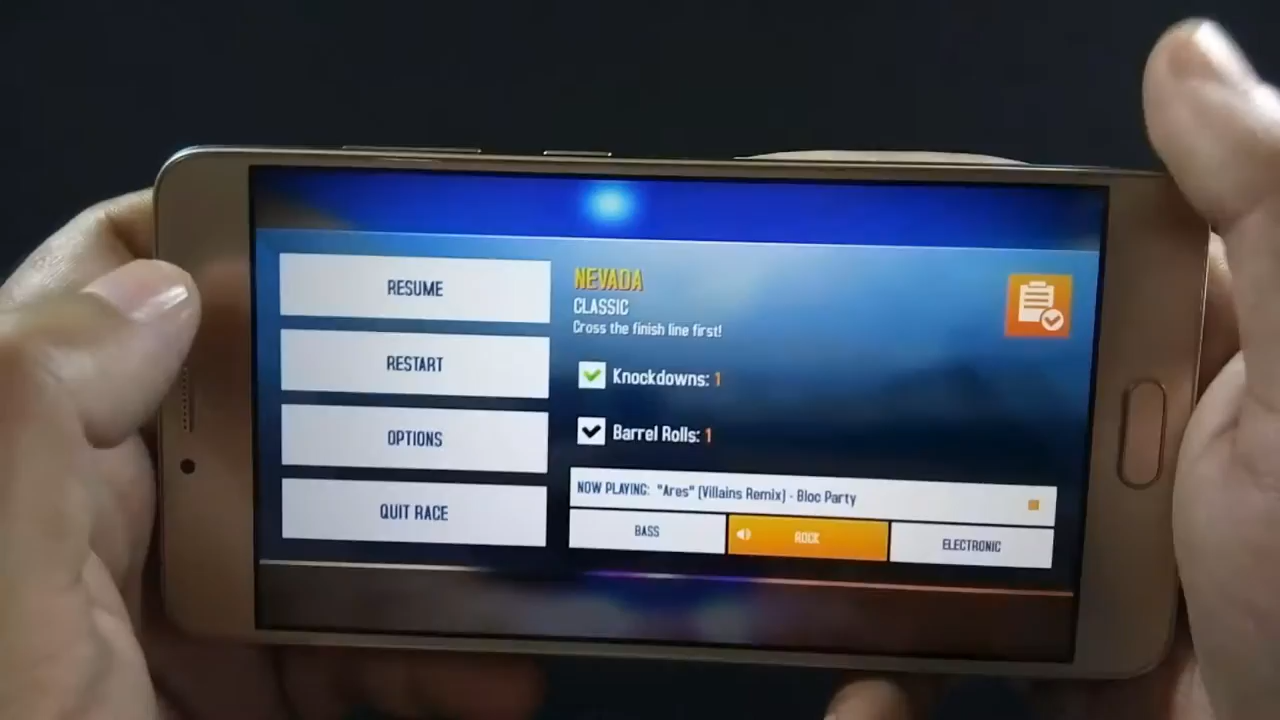 RESUME
RESTART
OPTIONS
QUIT RACE
NEVADA
CLASSIC
Cross the finish line first!
Knockdowns: 1
Barrel Rolls: 1
NOW PLAYING: "Ares" (Villains Remix) - Bloc Party
BASS
ROCK
ELECTRONIC